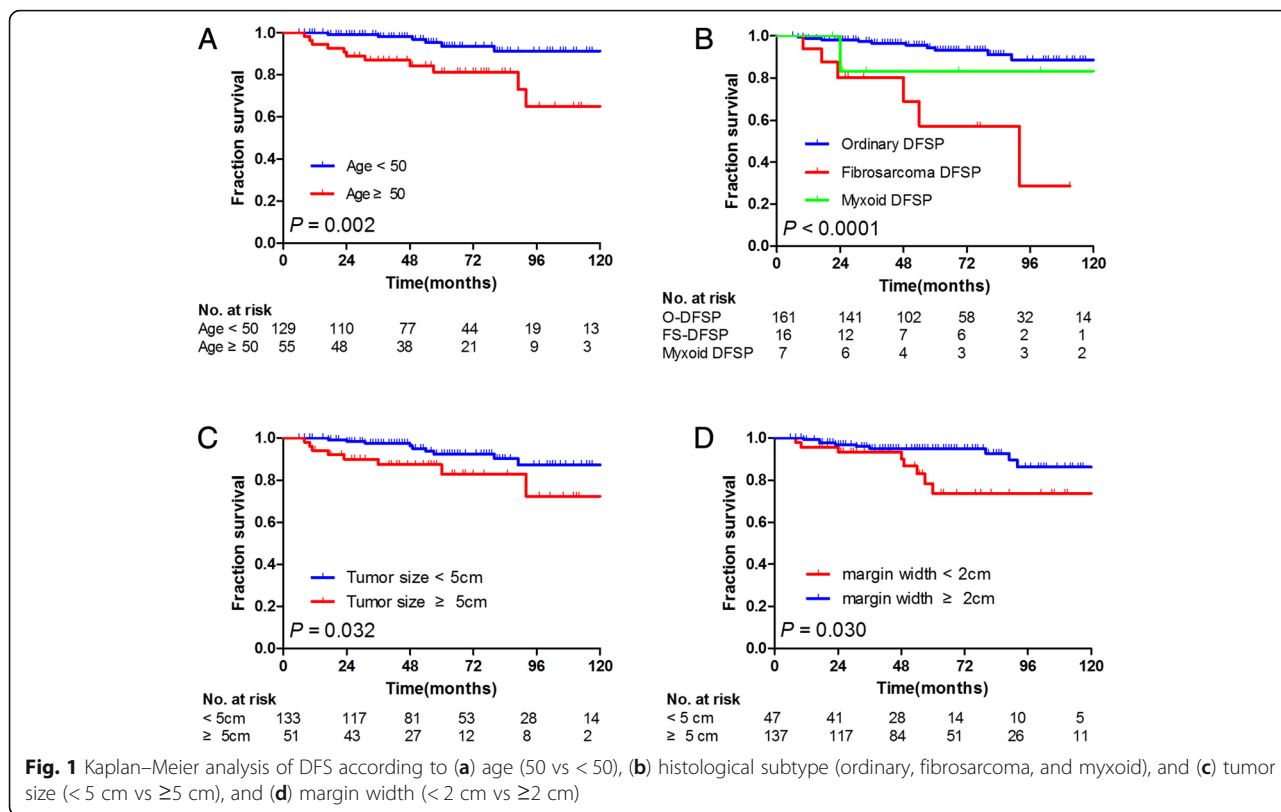 A
Fraction survival
1.0
0.8
0.6
0.4
0.2
0.0
Age < 50
Age ≥ 50
P = 0.002
0 24 48 72 96 120
Time(months)
No. at risk
Age < 50 129 110 77 44 19 13
Age ≥ 50 55 48 38 21 9 3
B
Fraction survival
1.0
0.8
0.6
0.4
0.2
0.0
Ordinary DFSP
Fibrosarcoma DFSP
Myxoid DFSP
P < 0.0001
0 24 48 72 96 120
Time(months)
No. at risk
O-DFSP 161 141 102 58 32 14
FS-DFSP 16 12 7 6 2 1
Myxoid DFSP 7 6 4 3 3 2
C
Fraction survival
1.0
0.8
0.6
0.4
0.2
0.0
Tumor size < 5cm
Tumor size ≥ 5cm
P = 0.032
0 24 48 72 96 120
Time(months)
No. at risk
< 5cm 133 117 81 53 28 14
≥ 5cm 51 43 27 12 8 2
D
Fraction survival
1.0
0.8
0.6
0.4
0.2
0.0
margin width < 2cm
margin width ≥ 2cm
P = 0.030
0 24 48 72 96 120
Time(months)
No. at risk
< 5 cm 47 41 28 14 10 5
≥ 5 cm 137 117 84 51 26 11
Fig. 1 Kaplan–Meier analysis of DFS according to (a) age (50 vs < 50), (b) histological subtype (ordinary, fibrosarcoma, and myxoid), and (c) tumor
size (< 5 cm vs ≥5 cm), and (d) margin width (< 2 cm vs ≥2 cm)